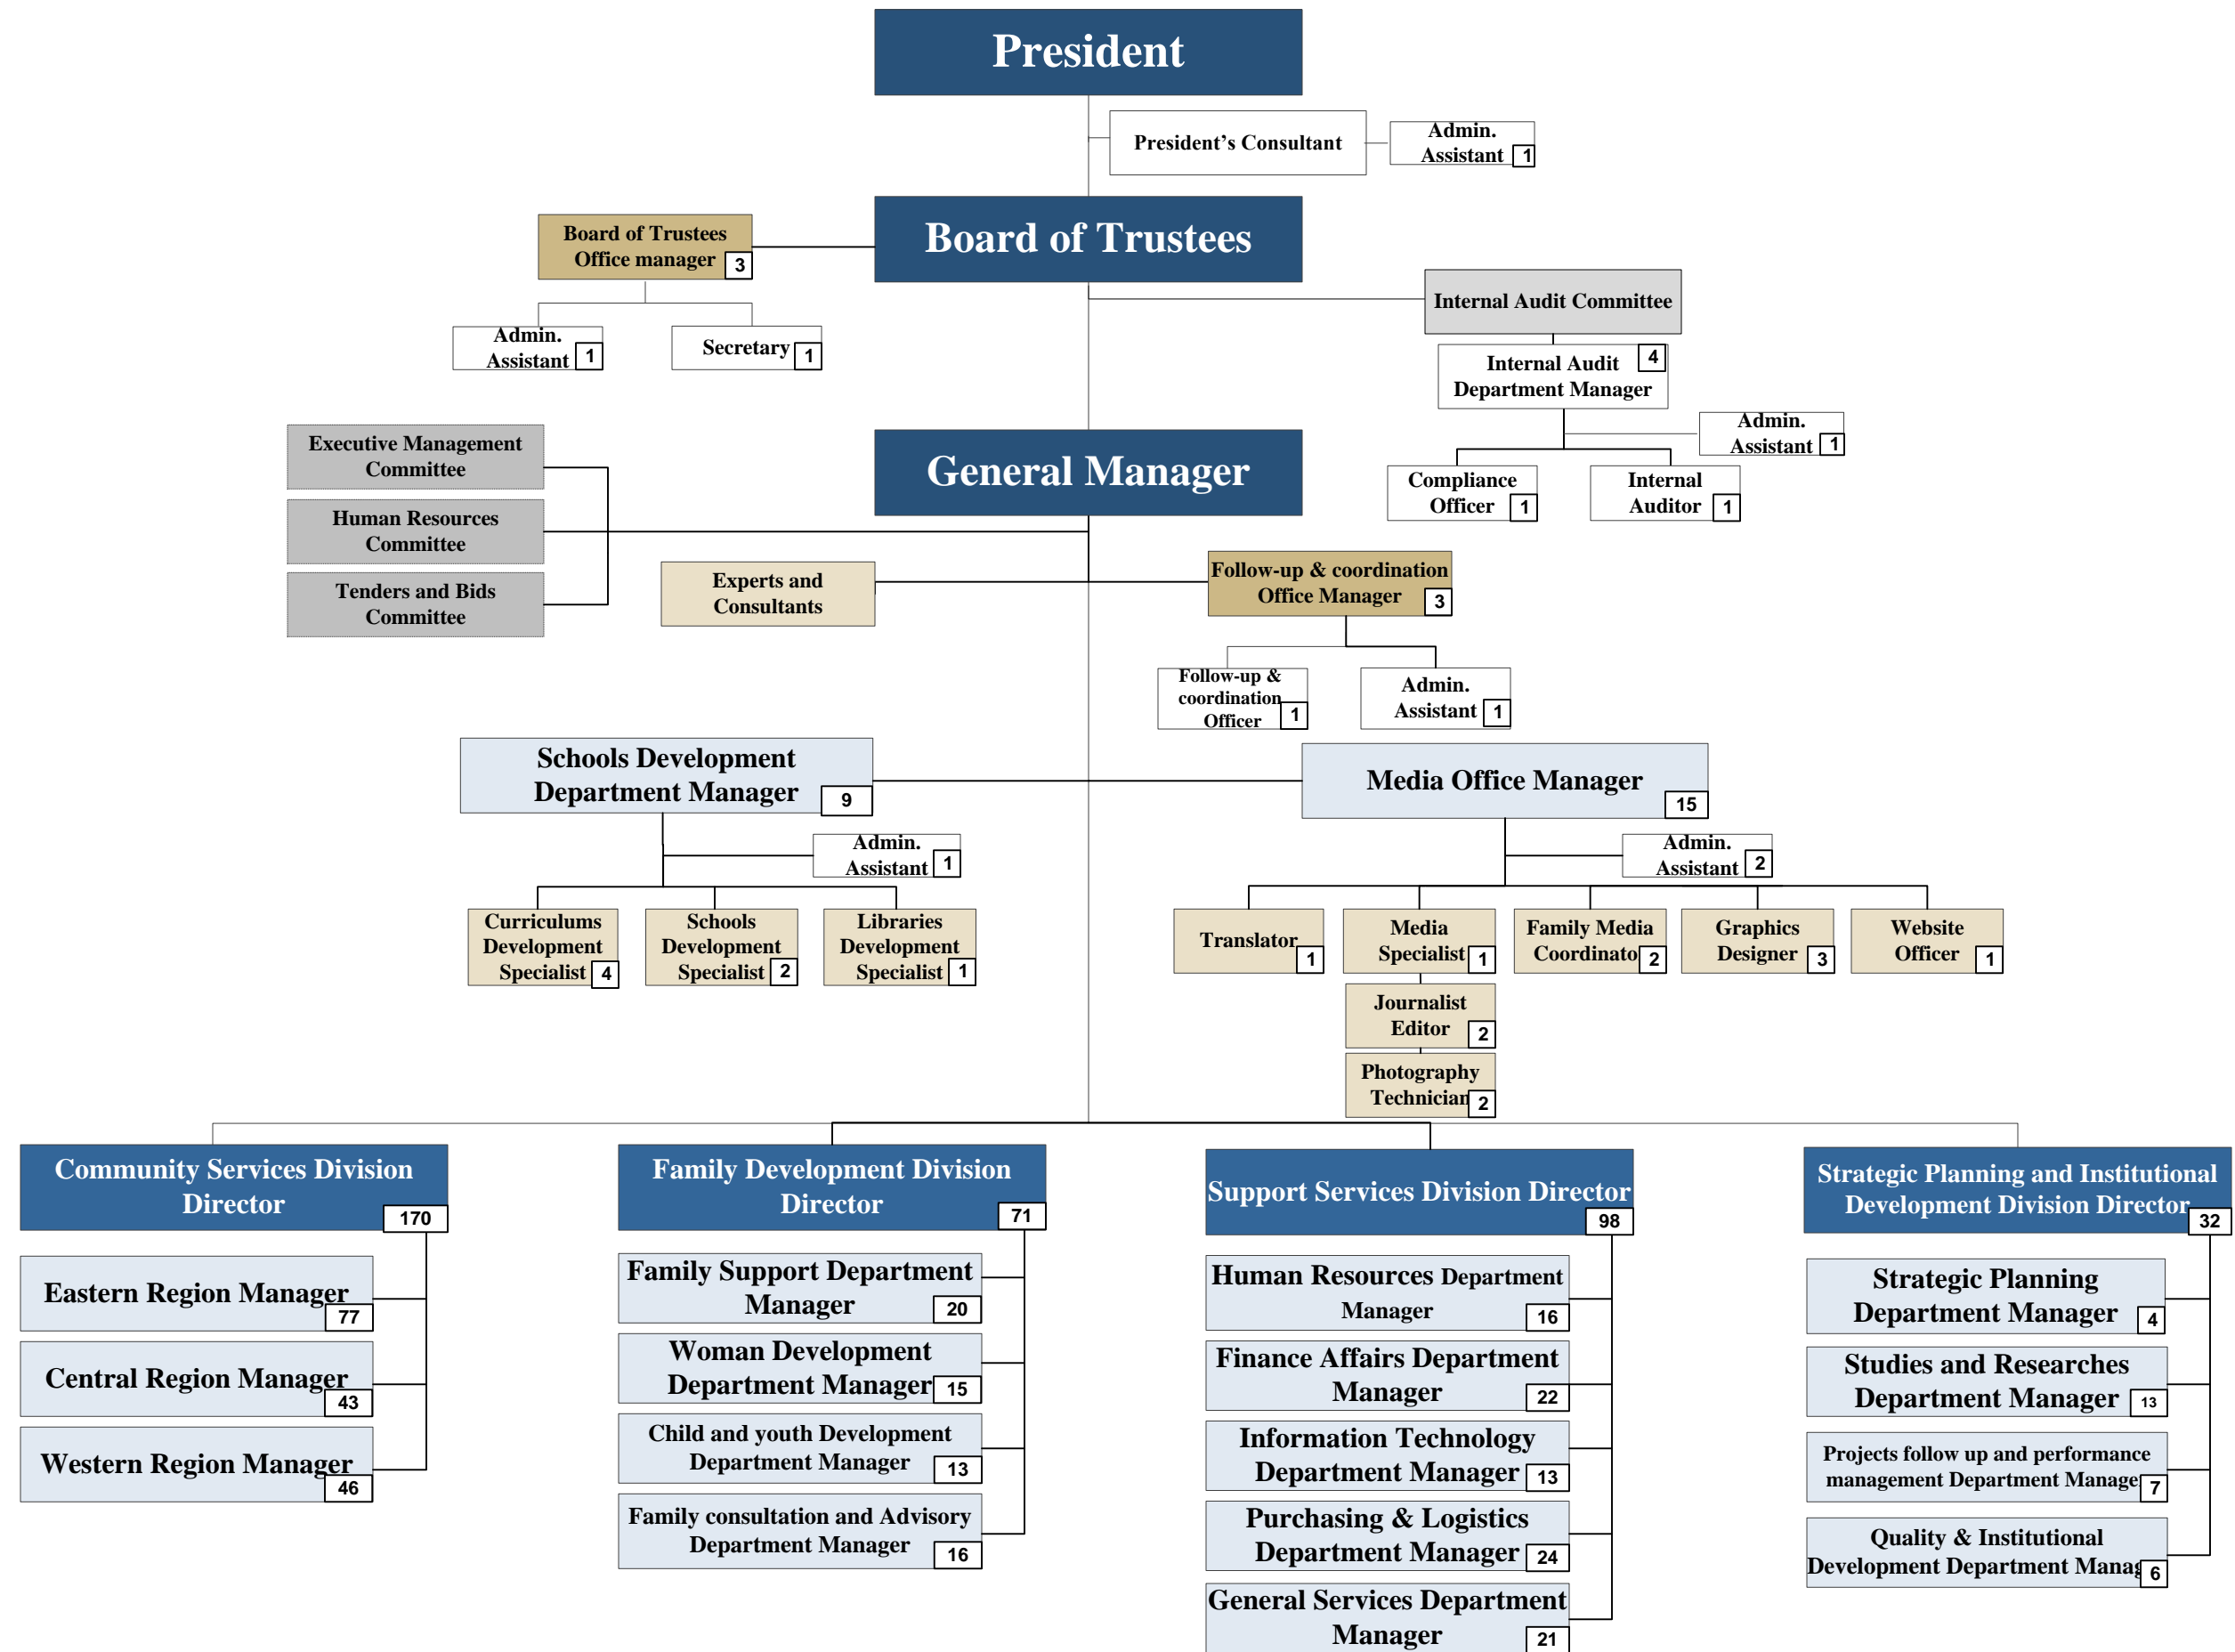 President
President's Consultant
Admin.
Assistant 1
Board of Trustees
Board of Trustees
Office manager 3
Admin.
Assistant 1
Secretary 1
Internal Audit Committee
Internal Audit 4
Department Manager
Admin.
Assistant 1
Compliance
Officer 1
Internal
Auditor 1
General Manager
Executive Management
Committee
Human Resources
Committee
Tenders and Bids
Committee
Experts and
Consultants
Follow-up & coordination
Office Manager 3
Follow-up &
coordination
Officer 1
Admin.
Assistant 1
Schools Development
Department Manager 9
Admin.
Assistant 1
Curriculums
Development
Specialist 4
Schools
Development
Specialist 2
Libraries
Development
Specialist 1
Media Office Manager
15
Admin.
Assistant 2
Translator 1
Media
Specialist 1
Family Media
Coordinato 2
Graphics
Designer 3
Website
Officer 1
Journalist
Editor 2
Photography
Technician 2
Community Services Division
Director
170
Eastern Region Manager
77
Central Region Manager
43
Western Region Manager
46
Family Development Division
Director
71
Family Support Department
Manager 20
Woman Development
Department Manager 15
Child and youth Development
Department Manager 13
Family consultation and Advisory
Department Manager 16
Support Services Division Director
98
Human Resources Department
Manager 16
Finance Affairs Department
Manager 22
Information Technology
Department Manager 13
Purchasing & Logistics
Department Manager 24
General Services Department
Manager 21
Strategic Planning and Institutional
Development Division Director
32
Strategic Planning
Department Manager 4
Studies and Researches
Department Manager 13
Projects follow up and performance
management Department Manage 7
Quality & Institutional
Development Department Manag 6